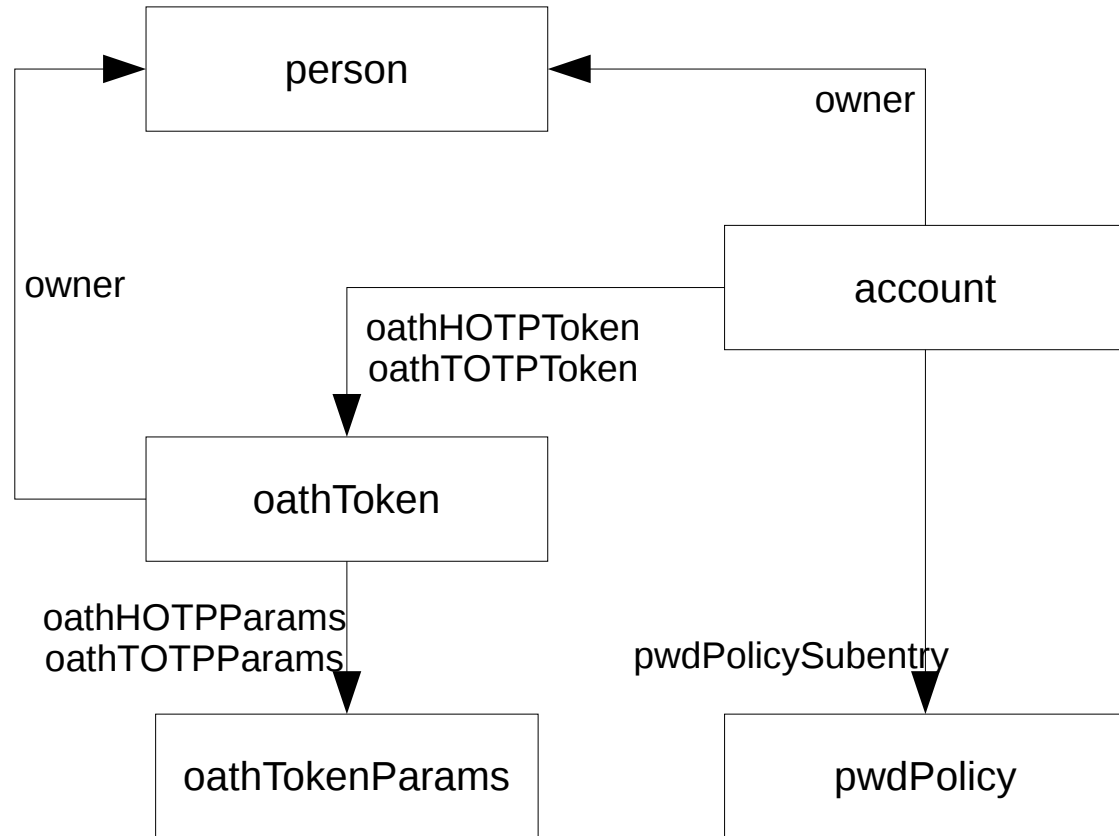 person
owner
owner
account
oathHOTPToken
oathTOTPToken
oathToken
oathHOTPParams
oathTOTPParams
pwdPolicySubentry
oathTokenParams
pwdPolicy